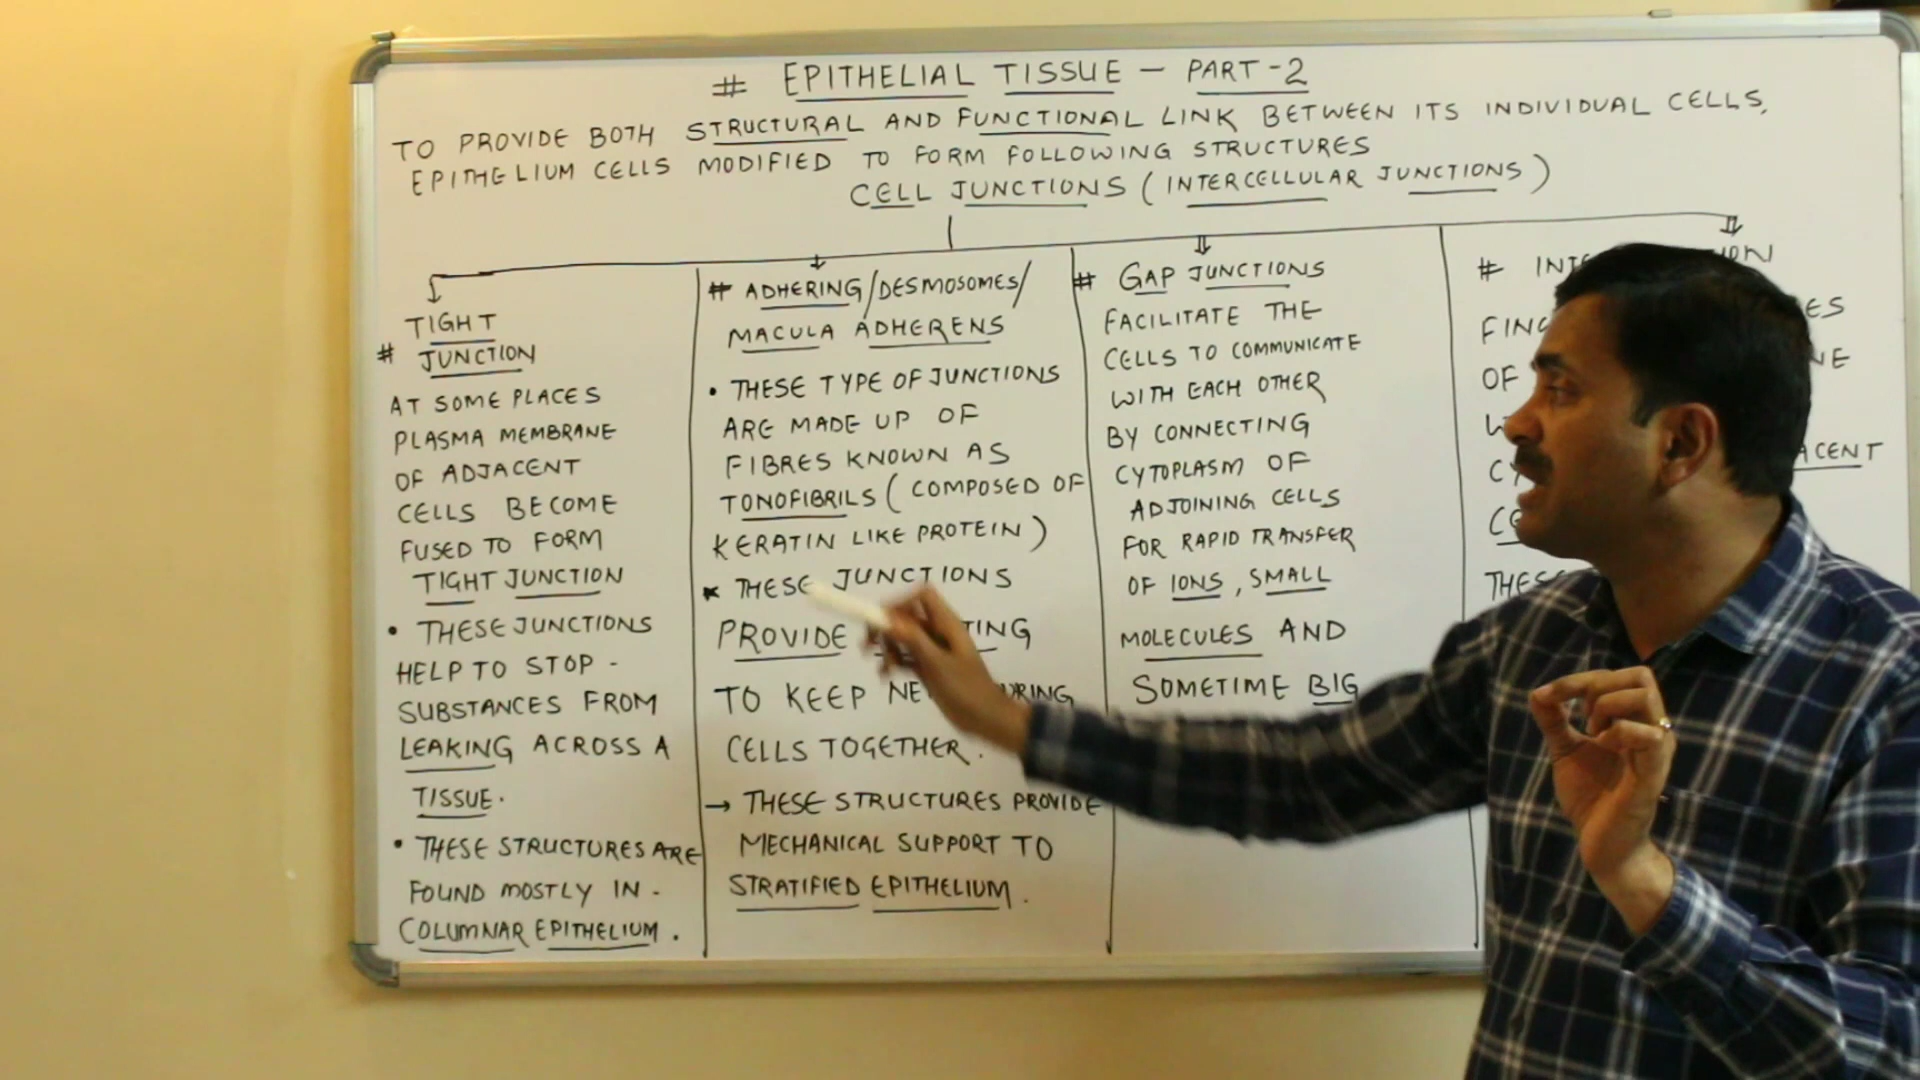 # EPITHELIAL TISSUE - PART-2
TO PROVIDE BOTH STRUCTURAL AND FUNCTIONAL LINK BETWEEN ITS INDIVIDUAL CELLS,
EPITHELIUM CELLS MODIFIED TO FORM FOLLOWING STRUCTURES
CELL JUNCTIONS (INTERCELLULAR JUNCTIONS)
TIGHT
# JUNCTION
AT SOME PLACES
PLASMA MEMBRANE
OF ADJACENT
CELLS BECOME
FUSED TO FORM
TIGHT JUNCTION
• THESE JUNCTIONS
HELP TO STOP -
SUBSTANCES FROM
LEAKING ACROSS A
TISSUE.
• THESE STRUCTURES ARE
FOUND MOSTLY IN -
COLUMNAR EPITHELIUM.
# ADHERING/DESMOSOMES/
MACULA ADHERENS
• THESE TYPE OF JUNCTIONS
ARE MADE UP OF
FIBRES KNOWN AS
TONOFIBRILS (COMPOSED OF
KERATIN LIKE PROTEIN)
* THESE JUNCTIONS
PROVIDE
TO KEEP
CELLS TOGETHER.
→ THESE STRUCTURES PROVIDE
MECHANICAL SUPPORT TO
STRATIFIED EPITHELIUM.
# GAP JUNCTIONS
FACILITATE THE
CELLS TO COMMUNICATE
WITH EACH OTHER
BY CONNECTING
CYTOPLASM OF
ADJOINING CELLS
FOR RAPID TRANSFER
OF IONS, SMALL
MOLECULES AND
SOMETIME BIG
#
OF